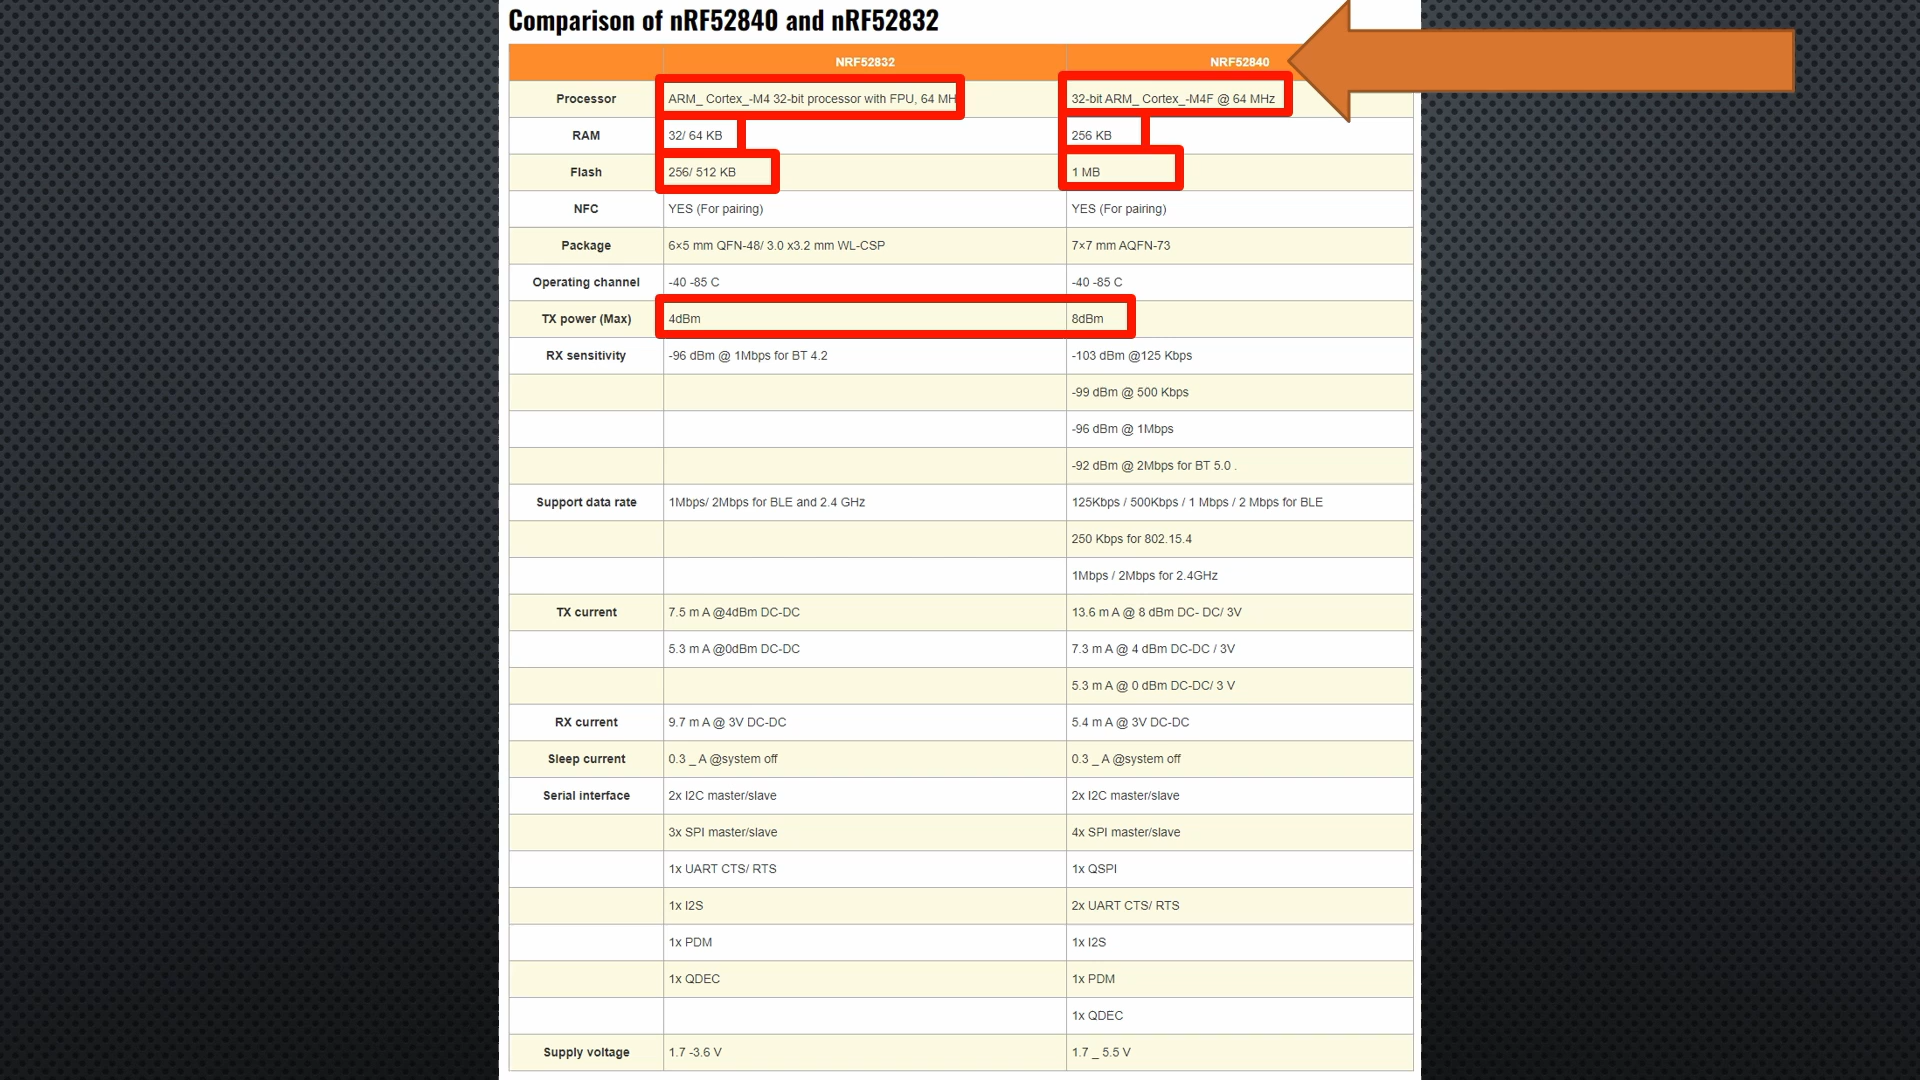 Comparison of nRF52840 and nRF52832
NRF52832 NRF52840
Processor ARM_ Cortex_-M4 32-bit processor with FPU, 64 MH 32-bit ARM_ Cortex_-M4F @ 64 MHz
RAM 32/ 64 KB 256 KB
Flash 256/ 512 KB 1 MB
NFC YES (For pairing) YES (For pairing)
Package 6×5 mm QFN-48/ 3.0 x3.2 mm WL-CSP 7×7 mm AQFN-73
Operating channel -40 -85 C -40 -85 C
TX power (Max) 4dBm 8dBm
RX sensitivity -96 dBm @ 1Mbps for BT 4.2 -103 dBm @125 Kbps
-99 dBm @ 500 Kbps
-96 dBm @ 1Mbps
-92 dBm @ 2Mbps for BT 5.0 .
Support data rate 1Mbps/ 2Mbps for BLE and 2.4 GHz 125Kbps / 500Kbps / 1 Mbps / 2 Mbps for BLE
250 Kbps for 802.15.4
1Mbps / 2Mbps for 2.4GHz
TX current 7.5 m A @4dBm DC-DC 13.6 m A @ 8 dBm DC- DC/ 3V
5.3 m A @0dBm DC-DC 7.3 m A @ 4 dBm DC-DC / 3V
5.3 m A @ 0 dBm DC-DC/ 3 V
RX current 9.7 m A @ 3V DC-DC 5.4 m A @ 3V DC-DC
Sleep current 0.3 _ A @system off 0.3 _ A @system off
Serial interface 2x I2C master/slave 2x I2C master/slave
3x SPI master/slave 4x SPI master/slave
1x UART CTS/ RTS 1x QSPI
1x I2S 2x UART CTS/ RTS
1x PDM 1x I2S
1x QDEC 1x PDM
1x QDEC
Supply voltage 1.7 -3.6 V 1.7 _ 5.5 V